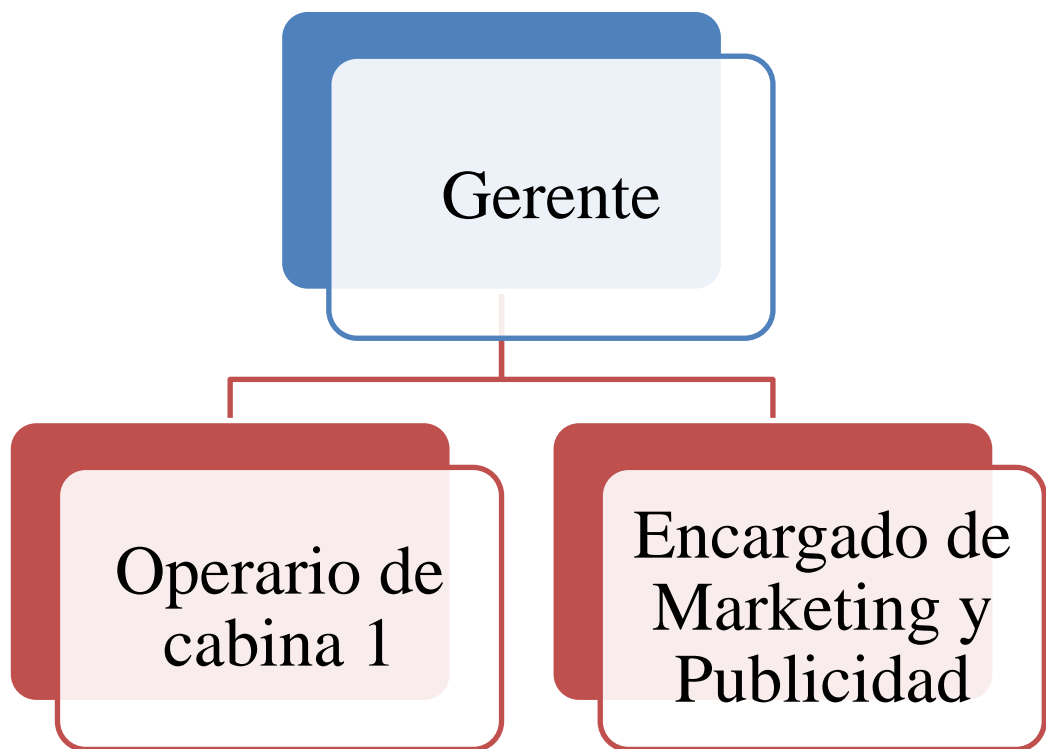 Gerente
Operario de
cabina 1
Encargado de
Marketing y
Publicidad